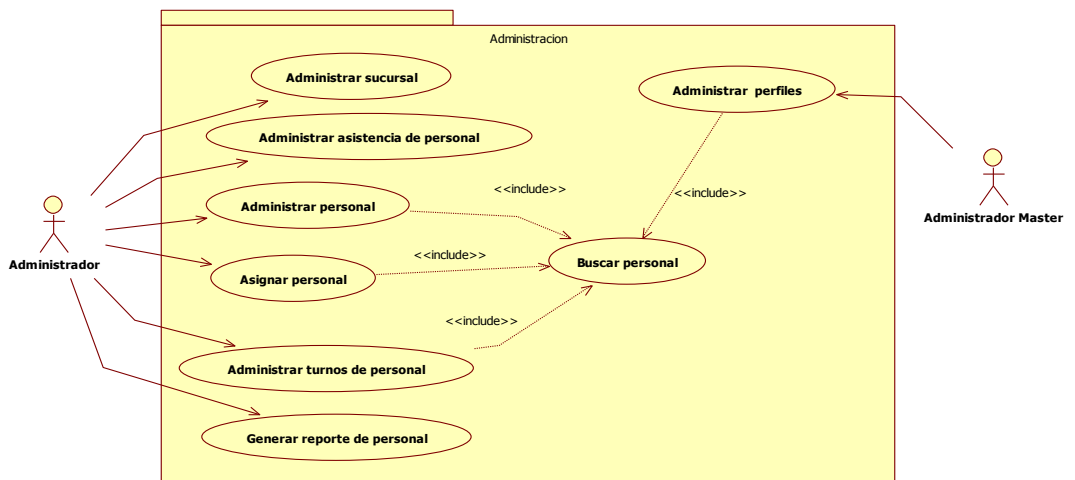 Administracion
Administrar sucursal
Administrar perfiles
Administrar asistencia de personal
<<include>>
<<include>>
Administrar personal
Administrador Master
<<include>>
Administrador
Asignar personal
Buscar personal
<<include>>
Administrar turnos de personal
Generar reporte de personal